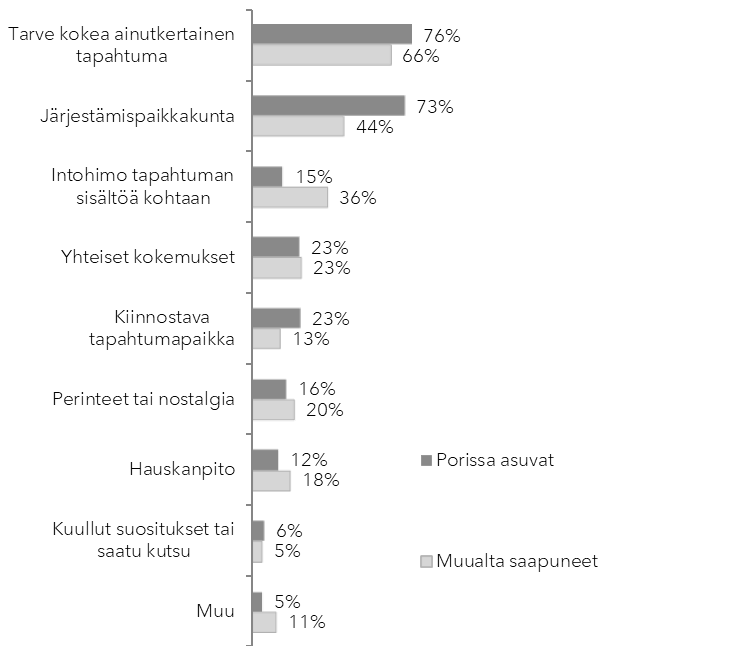 Tarve kokea ainutkertainen
tapahtuma
76%
66%
Järjestämispaikkakunta
73%
44%
Intohimo tapahtuman
sisältöä kohtaan
15%
36%
Yhteiset kokemukset
23%
23%
Kiinnostava
tapahtumapaikka
23%
13%
Perinteet tai nostalgia
16%
20%
Hauskanpito
12%
18%
Kuullut suositukset tai
saatu kutsu
6%
5%
Muu
5%
11%
Porissa asuvat
Muualta saapuneet